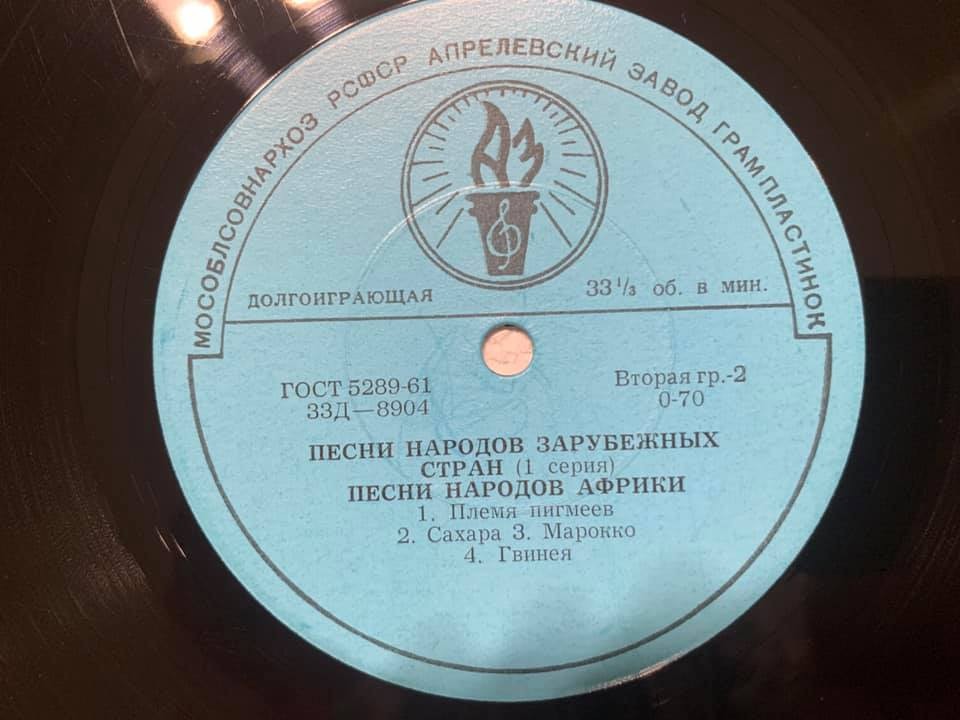 МОСОБЛСОВНАРХОЗ РСФСР АПРЕЛЕВСКИЙ ЗАВОД ГРАМПЛАСТИНОК
АЗ
ДОЛГОИГРАЮЩАЯ
33 ¹/₃ об. в мин.
ГОСТ 5289-61
33Д—8904
Вторая гр.-2
0-70
ПЕСНИ НАРОДОВ ЗАРУБЕЖНЫХ
СТРАН (1 серия)
ПЕСНИ НАРОДОВ АФРИКИ
1. Племя пигмеев
2. Сахара 3. Марокко
4. Гвинея